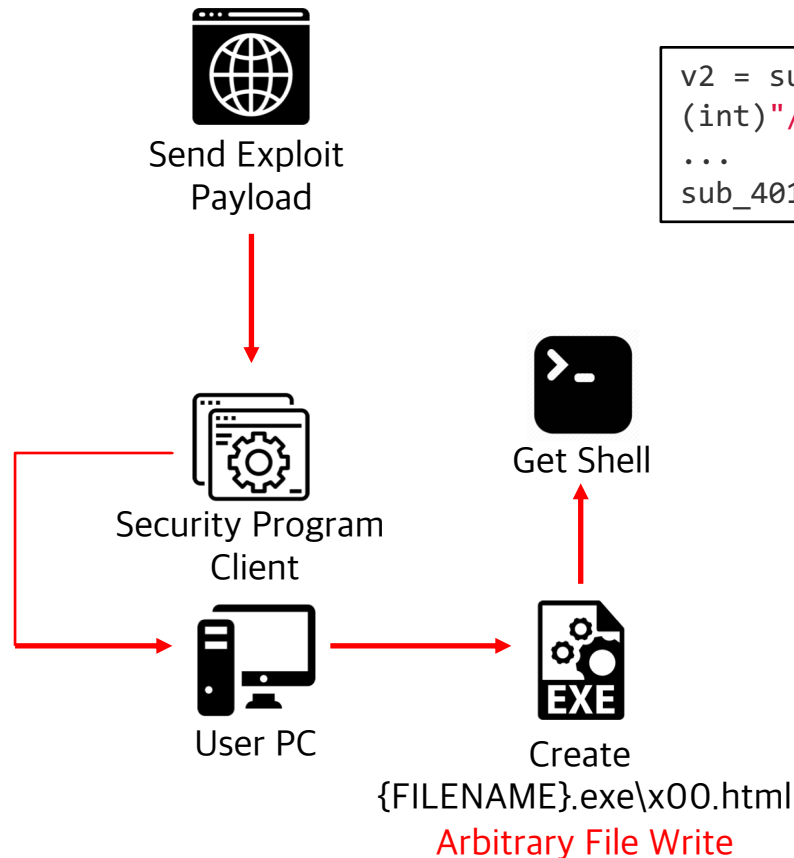 Send Exploit
Payload
v2 = su
(int)"/
...
sub_401
Get Shell
Security Program
Client
User PC
EXE
Create
{FILENAME}.exe\x00.html
Arbitrary File Write